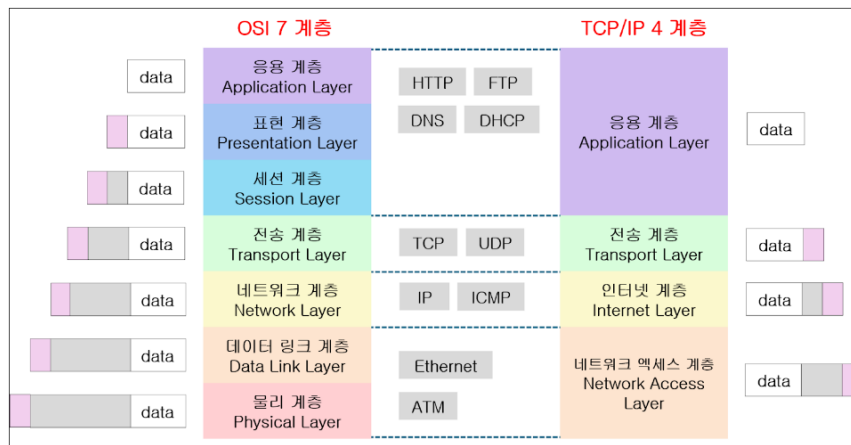 OSI 7 계층
TCP/IP 4 계층
data
응용 계층
Application Layer
HTTP
FTP
응용 계층
Application Layer
data
data
표현 계층
Presentation Layer
DNS
DHCP
data
세션 계층
Session Layer
data
전송 계층
Transport Layer
TCP
UDP
전송 계층
Transport Layer
data
data
네트워크 계층
Network Layer
IP
ICMP
인터넷 계층
Internet Layer
data
data
데이터 링크 계층
Data Link Layer
Ethernet
네트워크 엑세스 계층
Network Access
Layer
data
data
물리 계층
Physical Layer
ATM